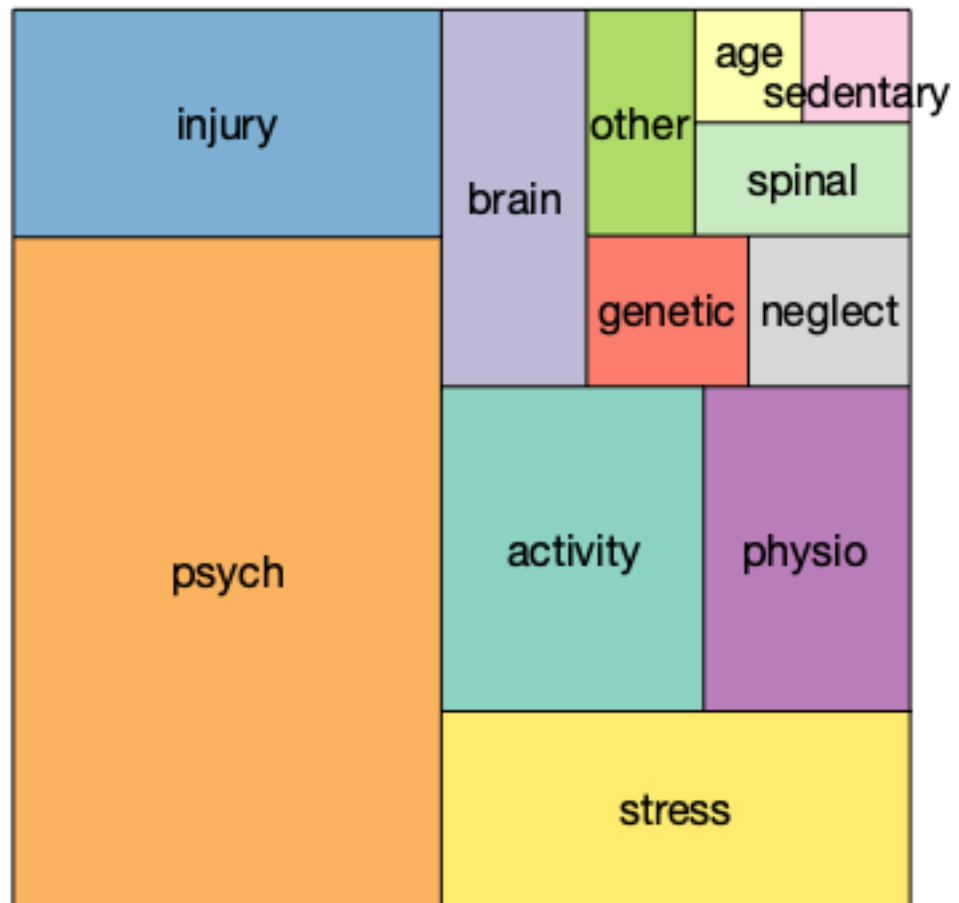 injury
brain
other
age
sedentary
spinal
genetic
neglect
psych
activity
physio
stress